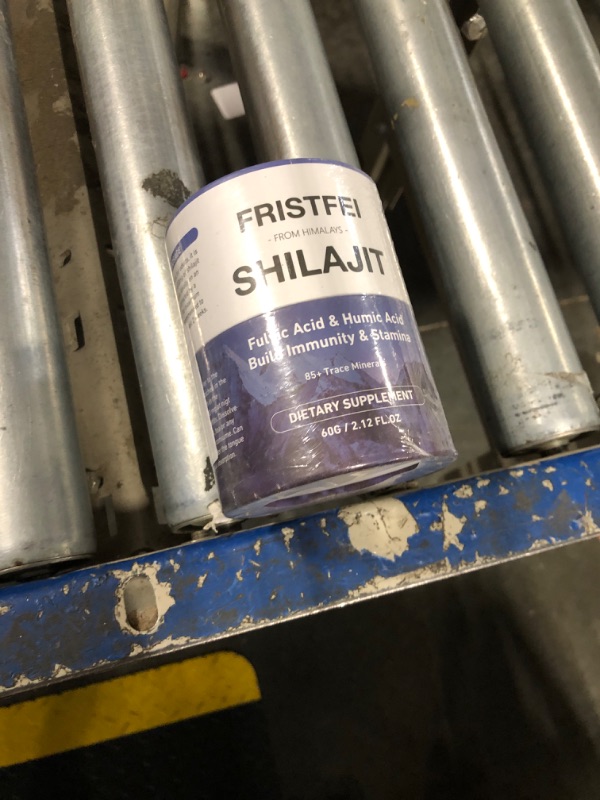 FRISTFEI
- FROM HIMALAYS -
SHILAJIT
Fulvic Acid & Humic Acid
Build Immunity & Stamina
85+ Trace Minerals
DIETARY SUPPLEMENT
60G / 2.12 FL.OZ